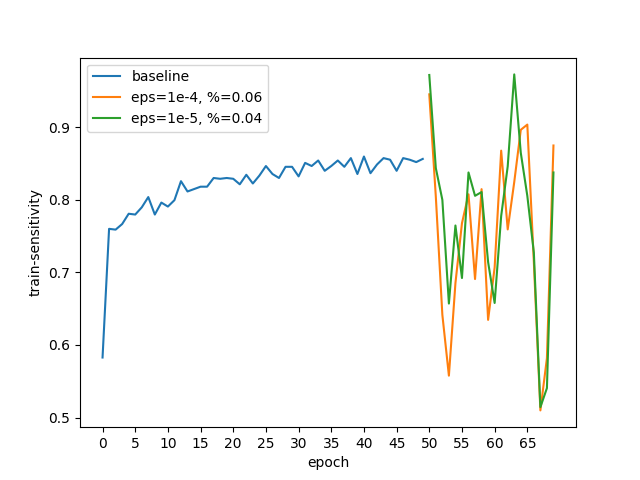 baseline
eps=1e-4, %=0.06
eps=1e-5, %=0.04
train-sensitivity
0.9
0.8
0.7
0.6
0.5
0 5 10 15 20 25 30 35 40 45 50 55 60 65
epoch